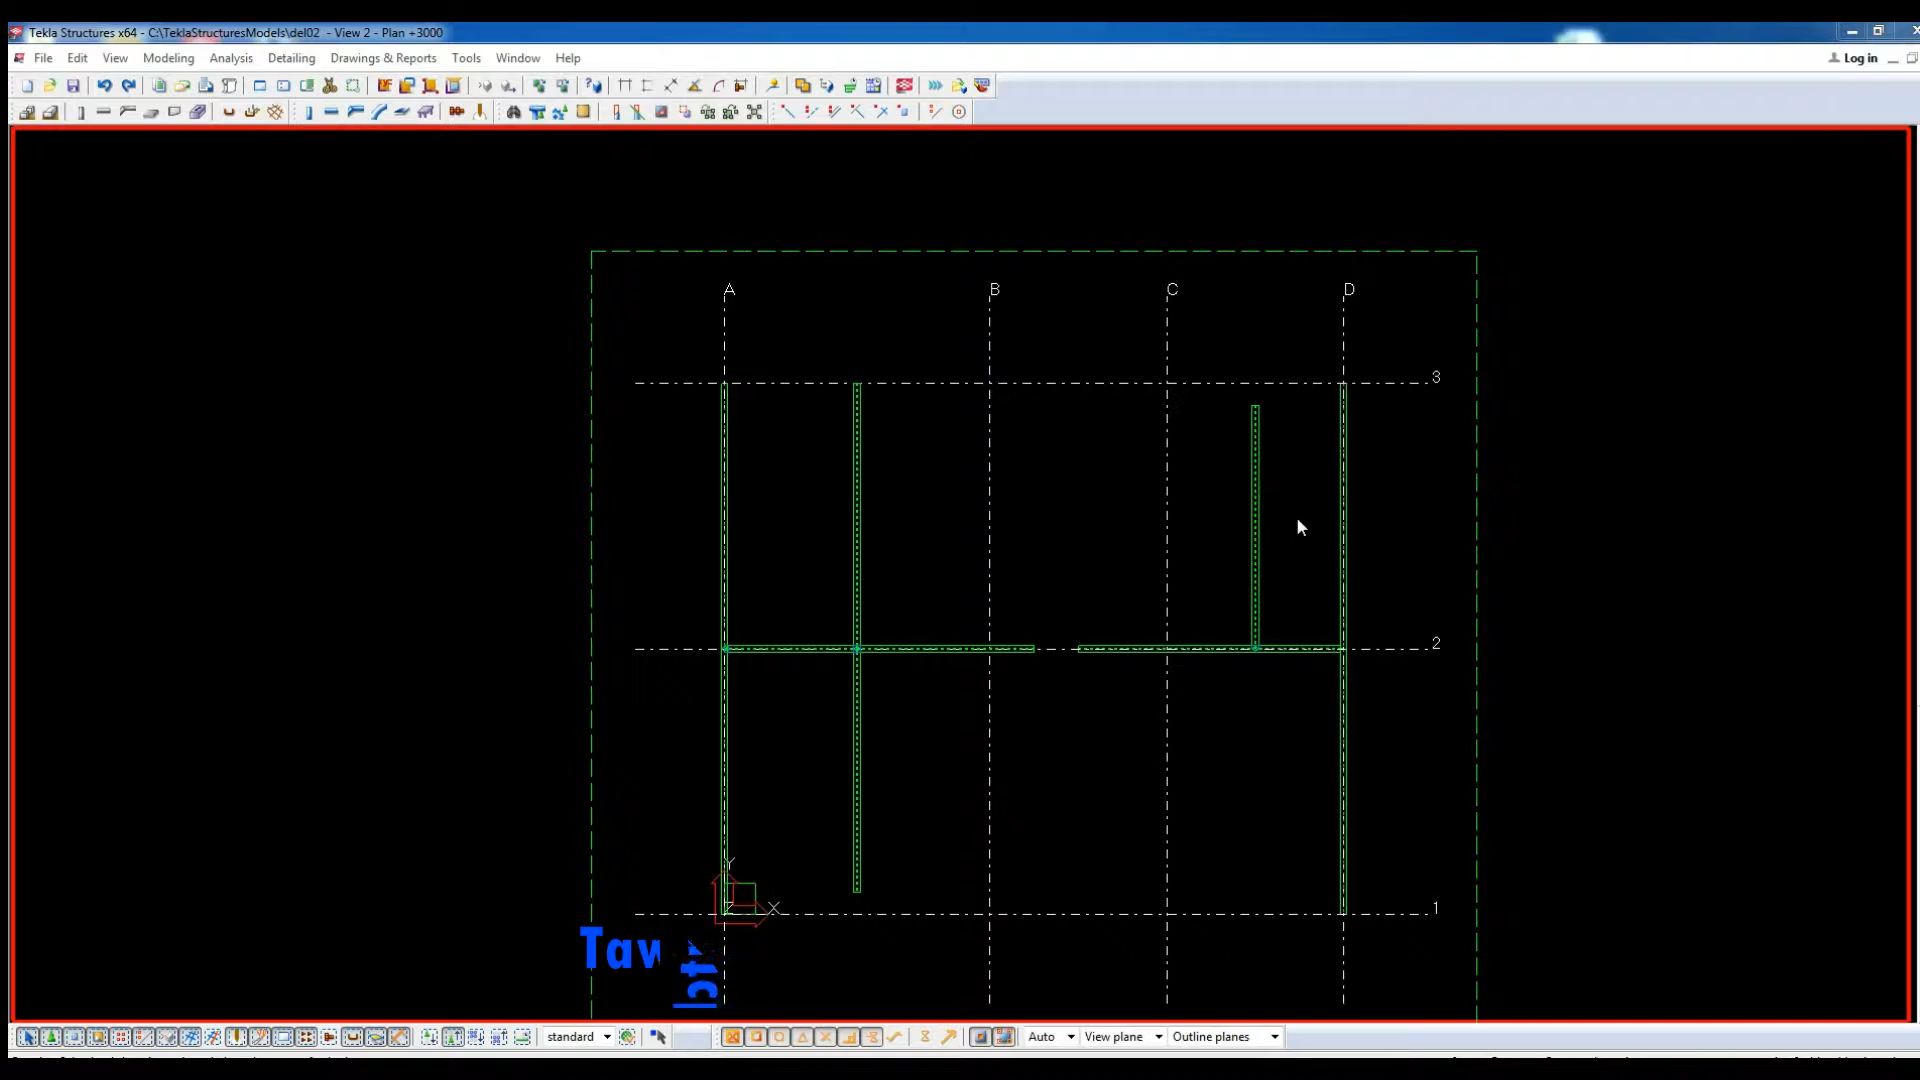 Tekla Structures x64 - C:\TeklaStructuresModels\del02 - View 2 - Plan +3000
File Edit View Modeling Analysis Detailing Drawings & Reports Tools Window Help
Log in
A B C D
3
2
Y
X
1
Taw
standard
Auto
View plane
Outline planes